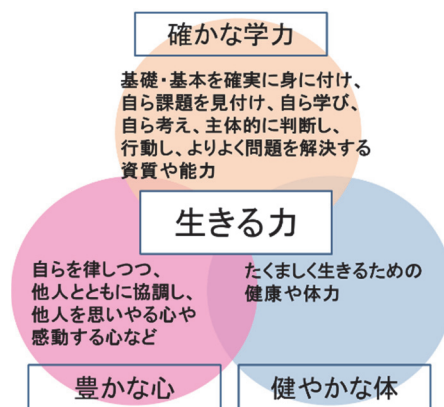 確かな学力
基礎・基本を確実に身に付け、
自ら課題を見付け、自ら学び、
自ら考え、主体的に判断し、
行動し、よりよく問題を解決する
資質や能力
生きる力
自らを律しつつ、
他人とともに協調し、
他人を思いやる心や
感動する心など
たくましく生きるための
健康や体力
豊かな心
健やかな体